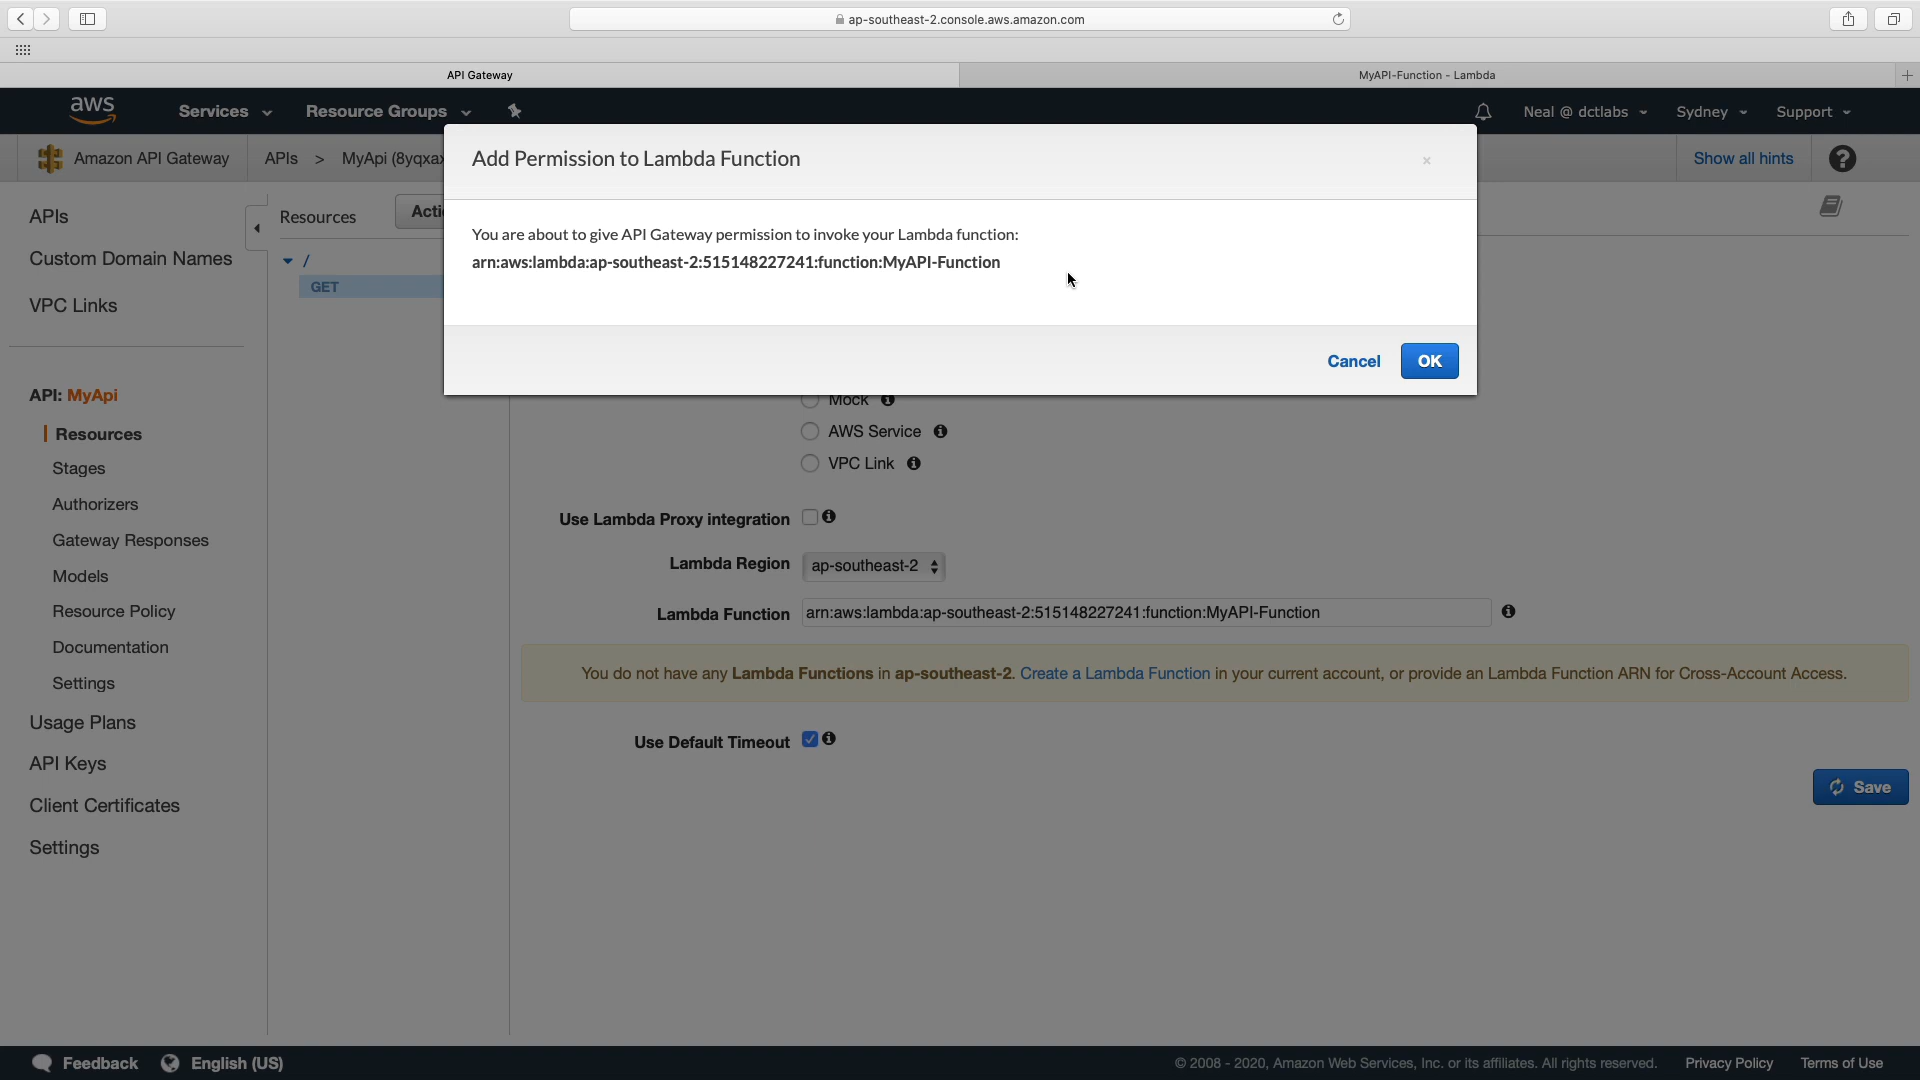 ap-southeast-2.console.aws.amazon.com
API Gateway
MyAPI-Function - Lambda
aws
Services
Resource Groups
Neal @ dctlabs
Sydney
Support
Amazon API Gateway
APIs
>
MyApi (8yqxax
Show all hints
Add Permission to Lambda Function
×
You are about to give API Gateway permission to invoke your Lambda function:
arn:aws:lambda:ap-southeast-2:515148227241:function:MyAPI-Function
Cancel
OK
APIs
Custom Domain Names
VPC Links
API: MyApi
Resources
Stages
Authorizers
Gateway Responses
Models
Resource Policy
Documentation
Settings
Usage Plans
API Keys
Client Certificates
Settings
Resources
Acti
/
GET
Mock
AWS Service
VPC Link
Use Lambda Proxy integration
Lambda Region
ap-southeast-2
Lambda Function
arn:aws:lambda:ap-southeast-2:515148227241:function:MyAPI-Function
You do not have any Lambda Functions in ap-southeast-2. Create a Lambda Function in your current account, or provide an Lambda Function ARN for Cross-Account Access.
Use Default Timeout
Save
Feedback
English (US)
© 2008 - 2020, Amazon Web Services, Inc. or its affiliates. All rights reserved.
Privacy Policy
Terms of Use